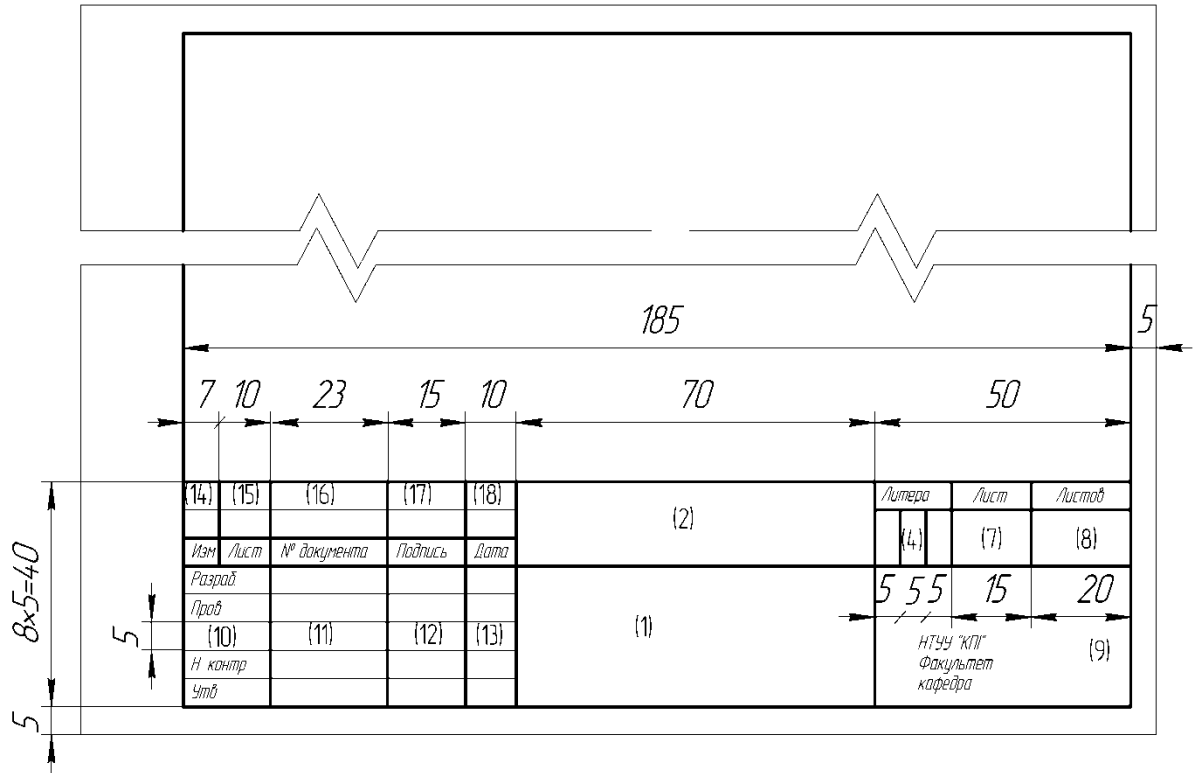 185 5
7 10 23 15 10 70 50
(14) (15) (16) (17) (18) (2) Литера Лист Листов
(4) (7) (8)
Изм Лист № документа Подпись Дата
8x5=40
Разраб. 5 5 5 15 20
Пров
5 (10) (11) (12) (13) (1) НТУУ "КПІ" (9)
Факультет
Н контр
кафедра
Утв
5